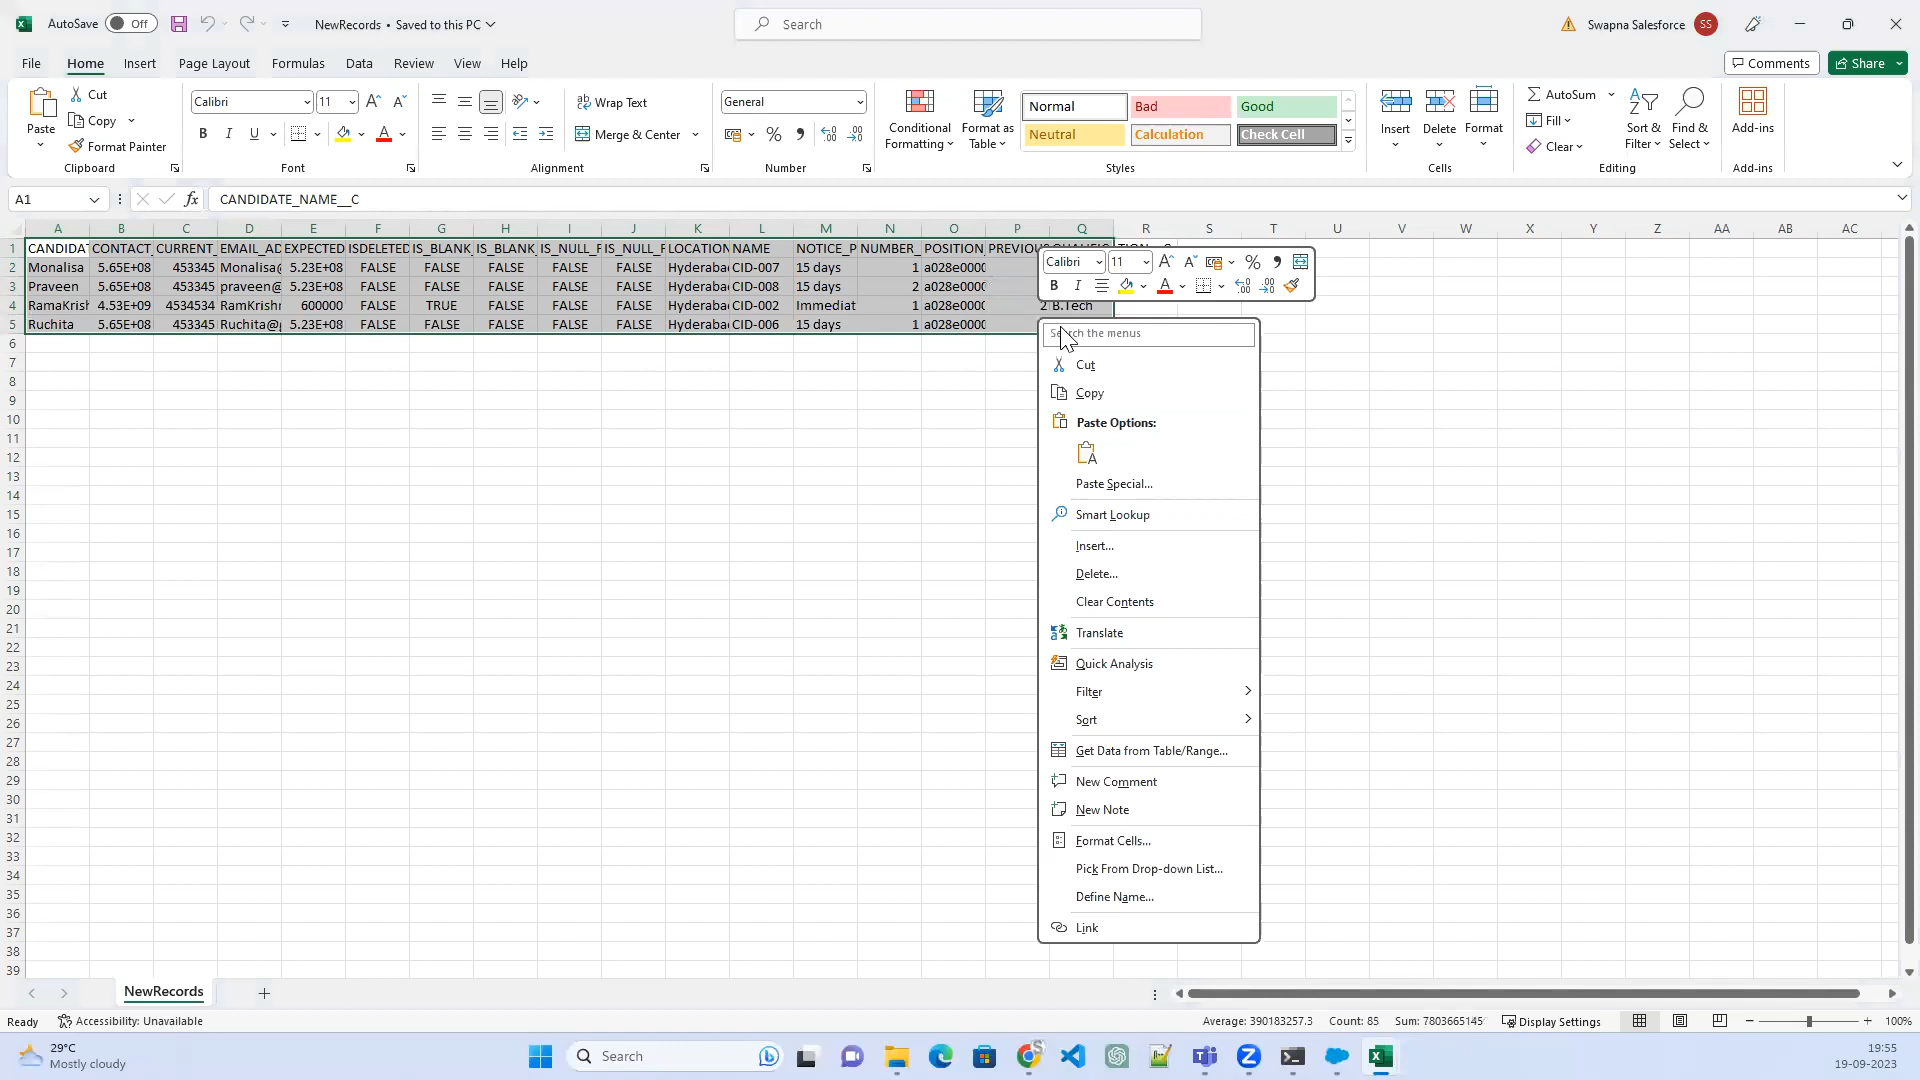 AutoSave Off NewRecords • Saved to this PC Search Swapna Salesforce SS
File Home Insert Page Layout Formulas Data Review View Help Comments Share
Paste Cut Copy Format Painter Clipboard
Calibri 11 B I U A Font
Wrap Text Merge & Center Alignment
General Number
Conditional Formatting Format as Table
Normal Bad Good
Neutral Calculation Check Cell
Styles
Insert Delete Format Cells
AutoSum Fill Clear Sort & Filter Find & Select Editing
Add-ins Add-ins
A1 fx CANDIDATE_NAME__C
A B C D E F G H I J K L M N O P Q R S T U V W X Y Z AA AB AC
1 CANDIDAT CONTACT_ CURRENT_ EMAIL_AD EXPECTED ISDELETED IS_BLANK_ IS_BLANK_ IS_NULL_F IS_NULL_F LOCATION NAME NOTICE_P NUMBER_ POSITION_ PREVIOUS
2 Monalisa 5.65E+08 453345 Monalisa@ 5.23E+08 FALSE FALSE FALSE FALSE FALSE Hyderabad CID-007 15 days 1 a028e0000
3 Praveen 5.65E+08 453345 praveen@ 5.23E+08 FALSE FALSE FALSE FALSE FALSE Hyderabad CID-008 15 days 2 a028e0000
4 RamaKrish 4.53E+09 4534534 RamKrishn 600000 FALSE TRUE FALSE FALSE FALSE Hyderabad CID-002 Immediat 1 a028e0000 2 B.Tech
5 Ruchita 5.65E+08 453345 Ruchita@ 5.23E+08 FALSE FALSE FALSE FALSE FALSE Hyderabad CID-006 15 days 1 a028e0000
6
7
8
9
10
11
12
13
14
15
16
17
18
19
20
21
22
23
24
25
26
27
28
29
30
31
32
33
34
35
36
37
38
39
Calibri 11
B I A
Search the menus
Cut
Copy
Paste Options:
Paste Special...
Smart Lookup
Insert...
Delete...
Clear Contents
Translate
Quick Analysis
Filter
Sort
Get Data from Table/Range...
New Comment
New Note
Format Cells...
Pick From Drop-down List...
Define Name...
Link
NewRecords
Ready Accessibility: Unavailable Average: 390183257.3 Count: 85 Sum: 7803665145 Display Settings 100%
29°C
Mostly cloudy
Search
19:55
19-09-2023